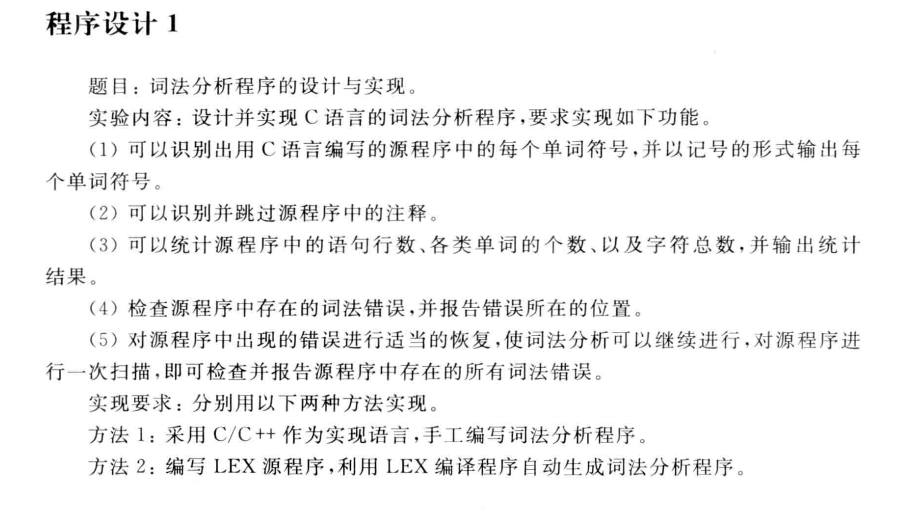 程序设计 1
题目：词法分析程序的设计与实现。
实验内容：设计并实现 C 语言的词法分析程序，要求实现如下功能。
（1）可以识别出用 C 语言编写的源程序中的每个单词符号，并以记号的形式输出每
个单词符号。
（2）可以识别并跳过源程序中的注释。
（3）可以统计源程序中的语句行数、各类单词的个数、以及字符总数，并输出统计
结果。
（4）检查源程序中存在的词法错误，并报告错误所在的位置。
（5）对源程序中出现的错误进行适当的恢复，使词法分析可以继续进行，对源程序进
行一次扫描，即可检查并报告源程序中存在的所有词法错误。
实现要求：分别用以下两种方法实现。
方法 1：采用 C/C++ 作为实现语言，手工编写词法分析程序。
方法 2：编写 LEX 源程序，利用 LEX 编译程序自动生成词法分析程序。